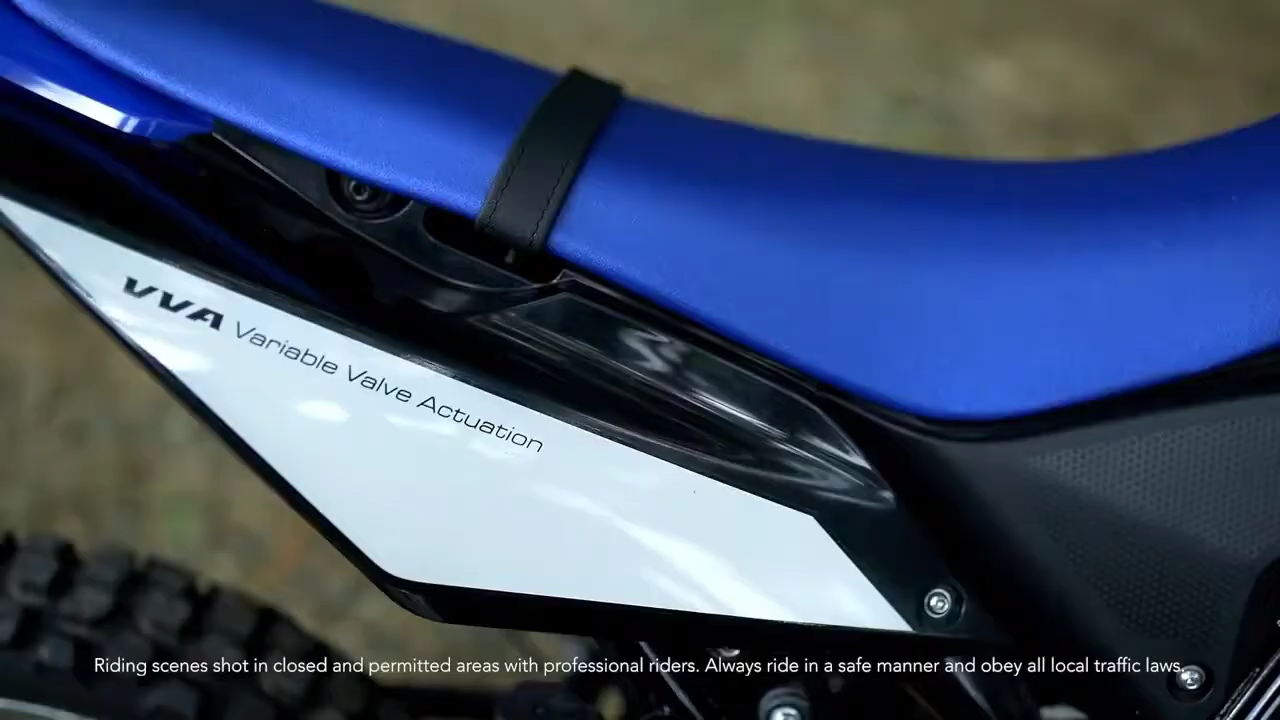 VVA Variable Valve Actuation
Riding scenes shot in closed and permitted areas with professional riders. Always ride in a safe manner and obey all local traffic laws.